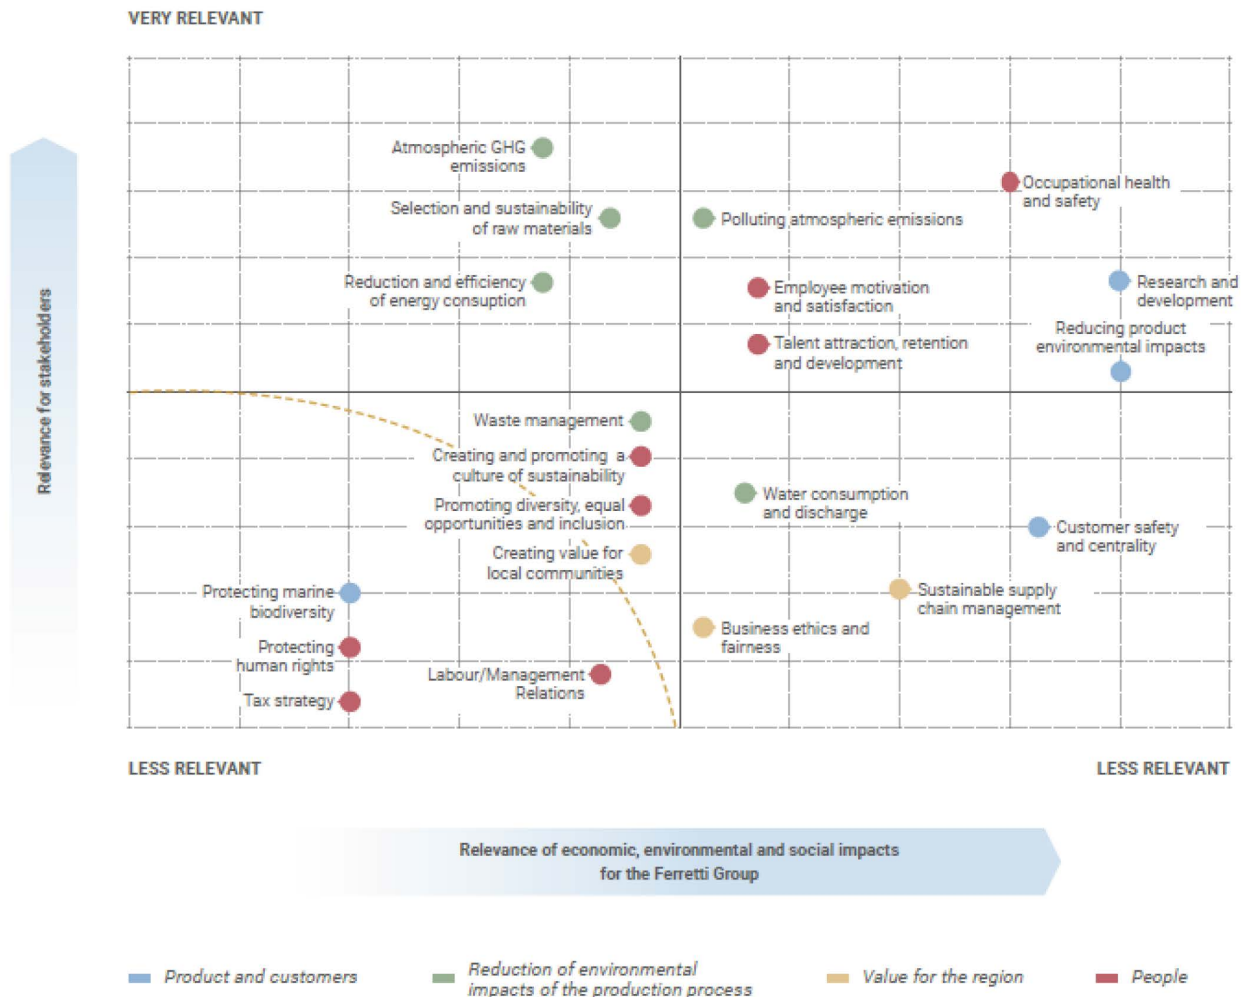 VERY RELEVANT
Atmospheric GHG
emissions
Occupational health
and safety
Selection and sustainability
of raw materials
Polluting atmospheric emissions
Reduction and efficiency
of energy consuption
Employee motivation
and satisfaction
Research and
development
Reducing product
environmental impacts
Talent attraction, retention
and development
Relevance for stakeholders
Waste management
Creating and promoting a
culture of sustainability
Promoting diversity, equal
opportunities and inclusion
Water consumption
and discharge
Customer safety
and centrality
Creating value for
local communities
Protecting marine
biodiversity
Sustainable supply
chain management
Business ethics and
fairness
Protecting
human rights
Labour/Management
Relations
Tax strategy
LESS RELEVANT
LESS RELEVANT
Relevance of economic, environmental and social impacts
for the Ferretti Group
Product and customers
Reduction of environmental
impacts of the production process
Value for the region
People